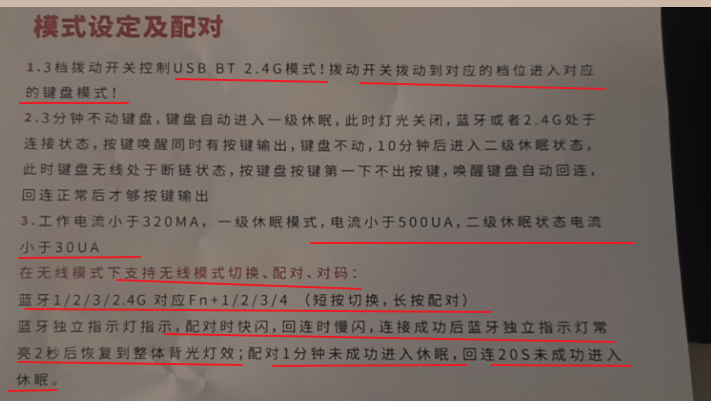 模式设定及配对
1.3档拨动开关控制USB BT 2.4G模式!拨动开关拨动到对应的档位进入对应
的键盘模式!
2.3分钟不动键盘,键盘自动进入一级休眠,此时灯光关闭,蓝牙或者2.4G处于
连接状态,按键唤醒同时有按键输出,键盘不动,10分钟后进入二级休眠状态,
此时键盘无线处于断链状态,按键盘按键第一下不出按键,唤醒键盘自动回连,
回连正常后才够按键输出
3.工作电流小于320MA, 一级休眠模式,电流小于500UA,二级休眠状态电流
小于30UA
在无线模式下支持无线模式切换、配对、对码:
蓝牙1/2/3/2.4G 对应Fn+1/2/3/4 (短按切换,长按配对)
蓝牙独立指示灯指示,配对时快闪,回连时慢闪,连接成功后蓝牙独立指示灯常
亮2秒后恢复到整体背光灯效;配对1分钟未成功进入休眠,回连20S未成功进入
休眠。